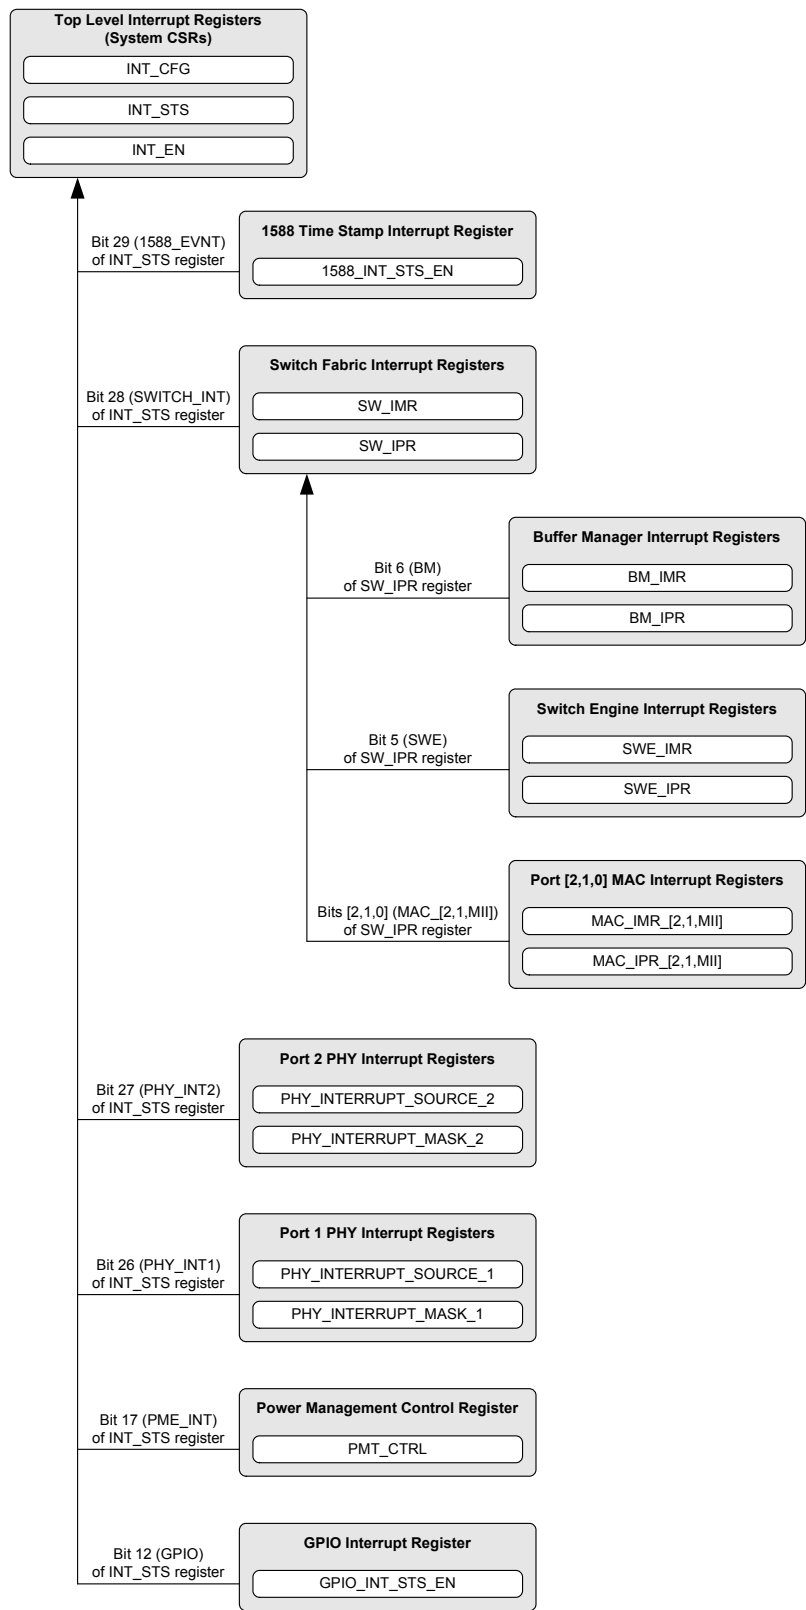 Top Level Interrupt Registers
(System CSRs)
INT_CFG
INT_STS
INT_EN
Bit 29 (1588_EVNT)
of INT_STS register
1588 Time Stamp Interrupt Register
1588_INT_STS_EN
Bit 28 (SWITCH_INT)
of INT_STS register
Switch Fabric Interrupt Registers
SW_IMR
SW_IPR
Bit 6 (BM)
of SW_IPR register
Buffer Manager Interrupt Registers
BM_IMR
BM_IPR
Bit 5 (SWE)
of SW_IPR register
Switch Engine Interrupt Registers
SWE_IMR
SWE_IPR
Bits [2,1,0] (MAC_[2,1,MII])
of SW_IPR register
Port [2,1,0] MAC Interrupt Registers
MAC_IMR_[2,1,MII]
MAC_IPR_[2,1,MII]
Bit 27 (PHY_INT2)
of INT_STS register
Port 2 PHY Interrupt Registers
PHY_INTERRUPT_SOURCE_2
PHY_INTERRUPT_MASK_2
Bit 26 (PHY_INT1)
of INT_STS register
Port 1 PHY Interrupt Registers
PHY_INTERRUPT_SOURCE_1
PHY_INTERRUPT_MASK_1
Bit 17 (PME_INT)
of INT_STS register
Power Management Control Register
PMT_CTRL
Bit 12 (GPIO)
of INT_STS register
GPIO Interrupt Register
GPIO_INT_STS_EN